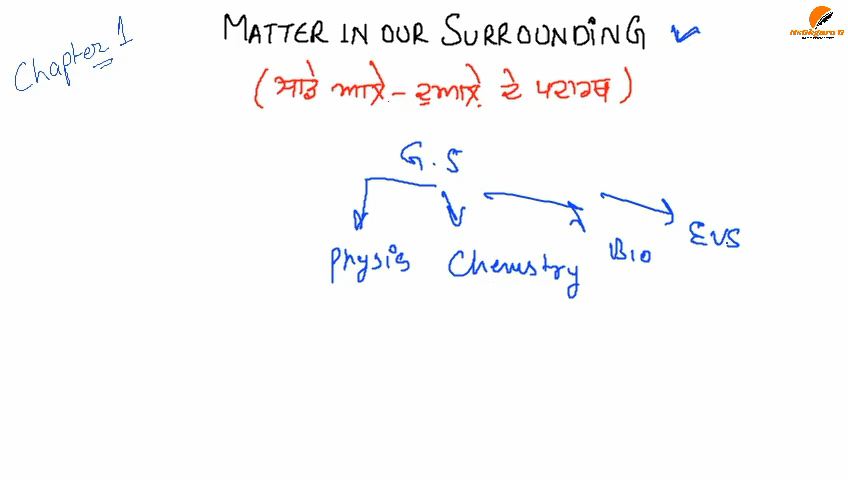 Chapter 1
MATTER IN OUR SURROUNDING
(ਸਾਡੇ ਆਲੇ-ਦੁਆਲੇ ਦੇ ਪਦਾਰਥ)
G.S
Physis
Chemistry
Bio
EVS